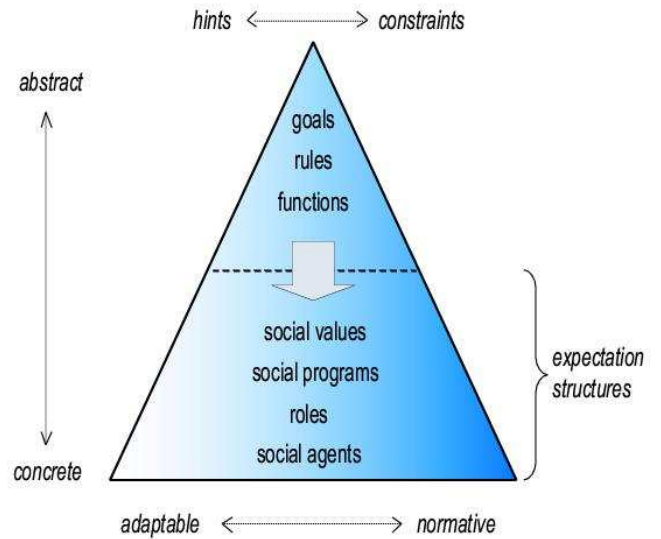 hints constraints
abstract
goals
rules
functions
social values
social programs
roles
social agents
expectation
structures
concrete
adaptable normative